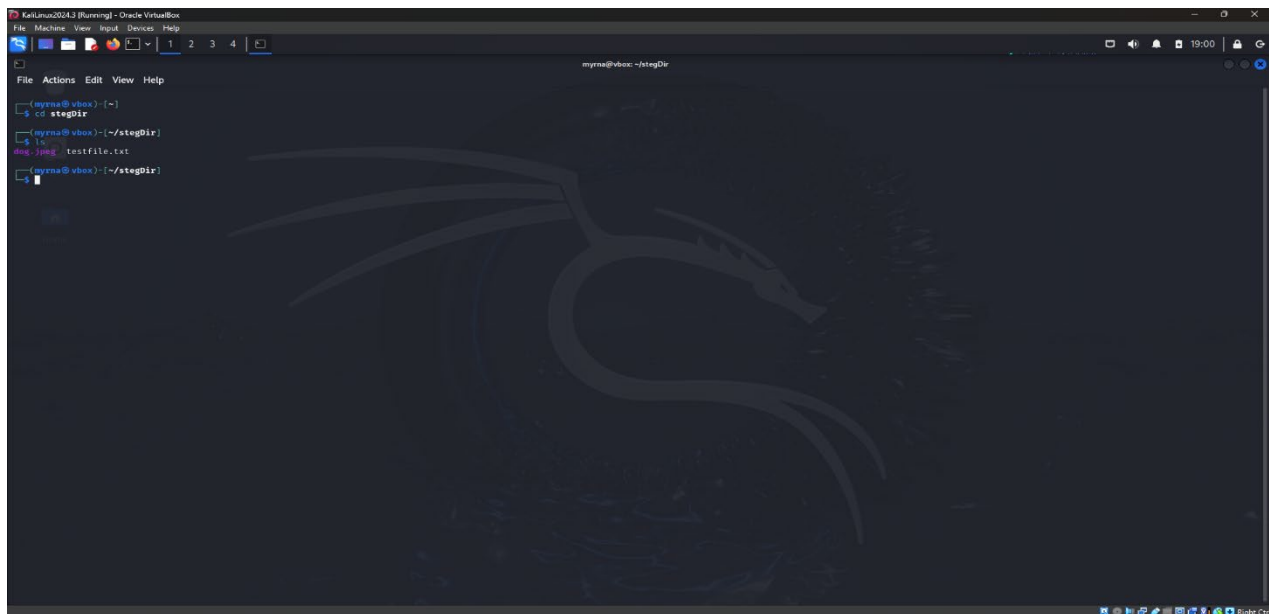 KaliLinux2024.3 [Running] - Oracle VirtualBox
File Machine View Input Devices Help
1 2 3 4
19:00
myrna@vbox: ~/stegDir
File Actions Edit View Help
┌──(myrna㉿vbox)-[~]
└─$ cd stegDir
┌──(myrna㉿vbox)-[~/stegDir]
└─$ ls
dog.jpeg testfile.txt
┌──(myrna㉿vbox)-[~/stegDir]
└─$
Right Ctrl